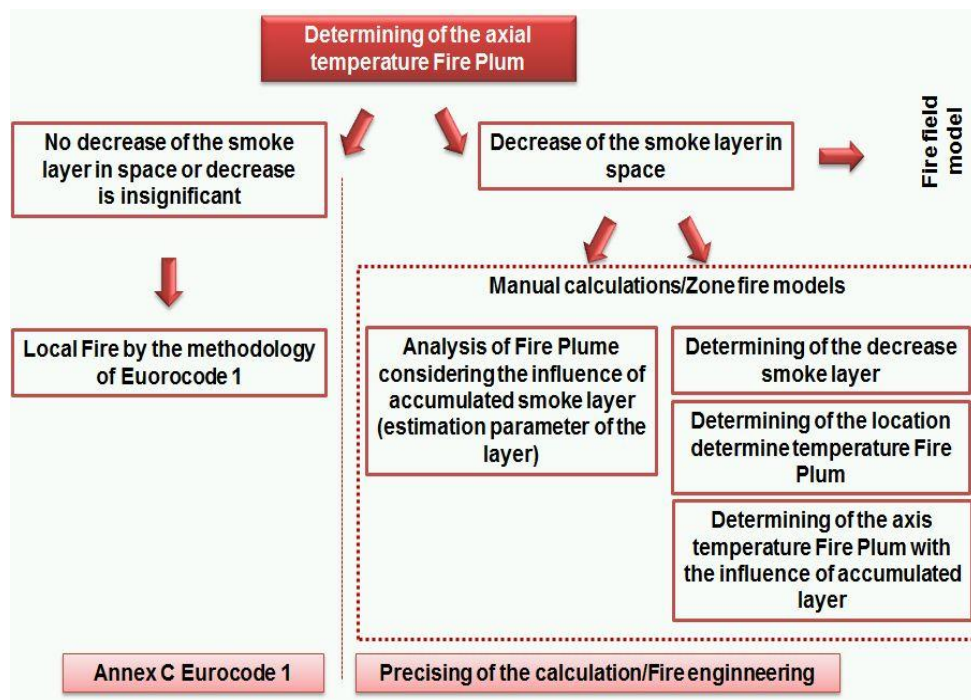 Determining of the axial
temperature Fire Plum
No decrease of the smoke
layer in space or decrease
is insignificant
Decrease of the smoke layer in
space
Fire field
model
Local Fire by the methodology
of Euorocode 1
Manual calculations/Zone fire models
Analysis of Fire Plume
considering the influence of
accumulated smoke layer
(estimation parameter of the
layer)
Determining of the decrease
smoke layer
Determining of the location
determine temperature Fire
Plum
Determining of the axis
temperature Fire Plum with
the influence of accumulated
layer
Annex C Eurocode 1
Precising of the calculation/Fire enginneering